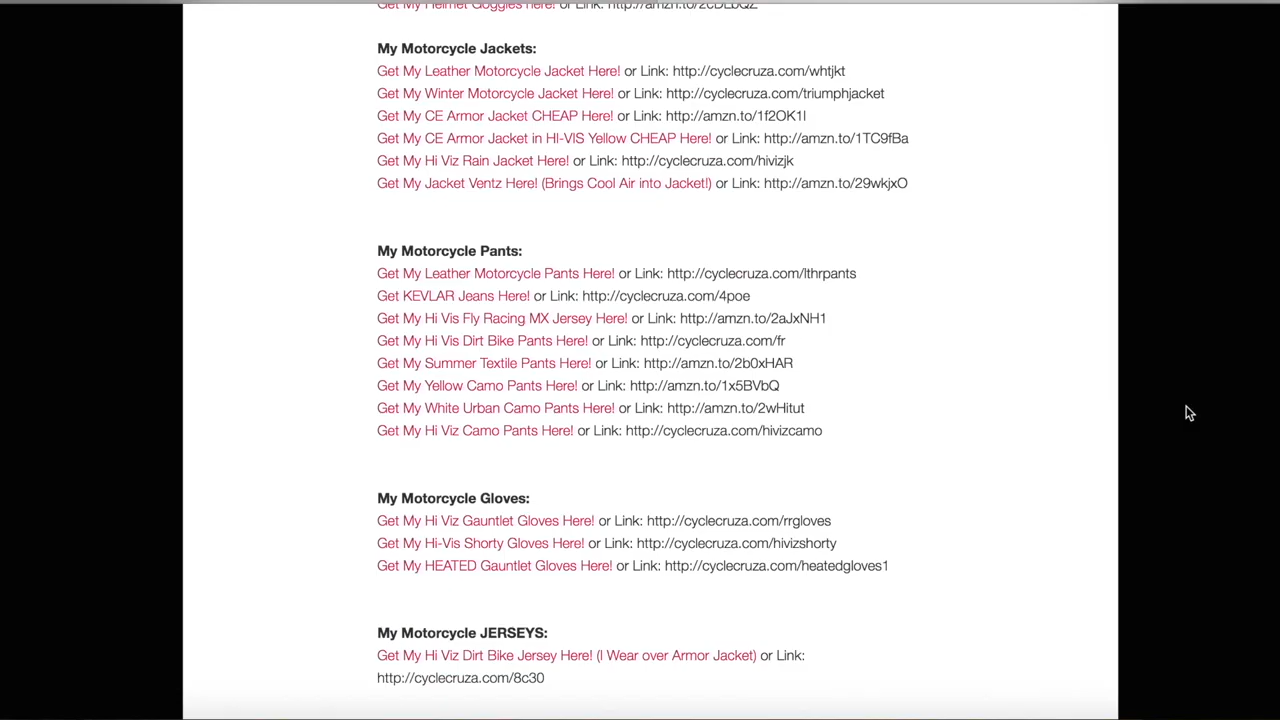 Get My Helmet Goggles here! or Link: http://amzn.to/2cDLbQZ
My Motorcycle Jackets:
Get My Leather Motorcycle Jacket Here! or Link: http://cyclecruza.com/whtjkt
Get My Winter Motorcycle Jacket Here! or Link: http://cyclecruza.com/triumphjacket
Get My CE Armor Jacket CHEAP Here! or Link: http://amzn.to/1f2OK1l
Get My CE Armor Jacket in HI-VIS Yellow CHEAP Here! or Link: http://amzn.to/1TC9fBa
Get My Hi Viz Rain Jacket Here! or Link: http://cyclecruza.com/hivizjk
Get My Jacket Ventz Here! (Brings Cool Air into Jacket!) or Link: http://amzn.to/29wkjxO
My Motorcycle Pants:
Get My Leather Motorcycle Pants Here! or Link: http://cyclecruza.com/lthrpants
Get KEVLAR Jeans Here! or Link: http://cyclecruza.com/4poe
Get My Hi Vis Fly Racing MX Jersey Here! or Link: http://amzn.to/2aJxNH1
Get My Hi Vis Dirt Bike Pants Here! or Link: http://cyclecruza.com/fr
Get My Summer Textile Pants Here! or Link: http://amzn.to/2b0xHAR
Get My Yellow Camo Pants Here! or Link: http://amzn.to/1x5BVbQ
Get My White Urban Camo Pants Here! or Link: http://amzn.to/2wHitut
Get My Hi Viz Camo Pants Here! or Link: http://cyclecruza.com/hivizcamo
My Motorcycle Gloves:
Get My Hi Viz Gauntlet Gloves Here! or Link: http://cyclecruza.com/rrgloves
Get My Hi-Vis Shorty Gloves Here! or Link: http://cyclecruza.com/hivizshorty
Get My HEATED Gauntlet Gloves Here! or Link: http://cyclecruza.com/heatedgloves1
My Motorcycle JERSEYS:
Get My Hi Viz Dirt Bike Jersey Here! (I Wear over Armor Jacket) or Link:
http://cyclecruza.com/8c30